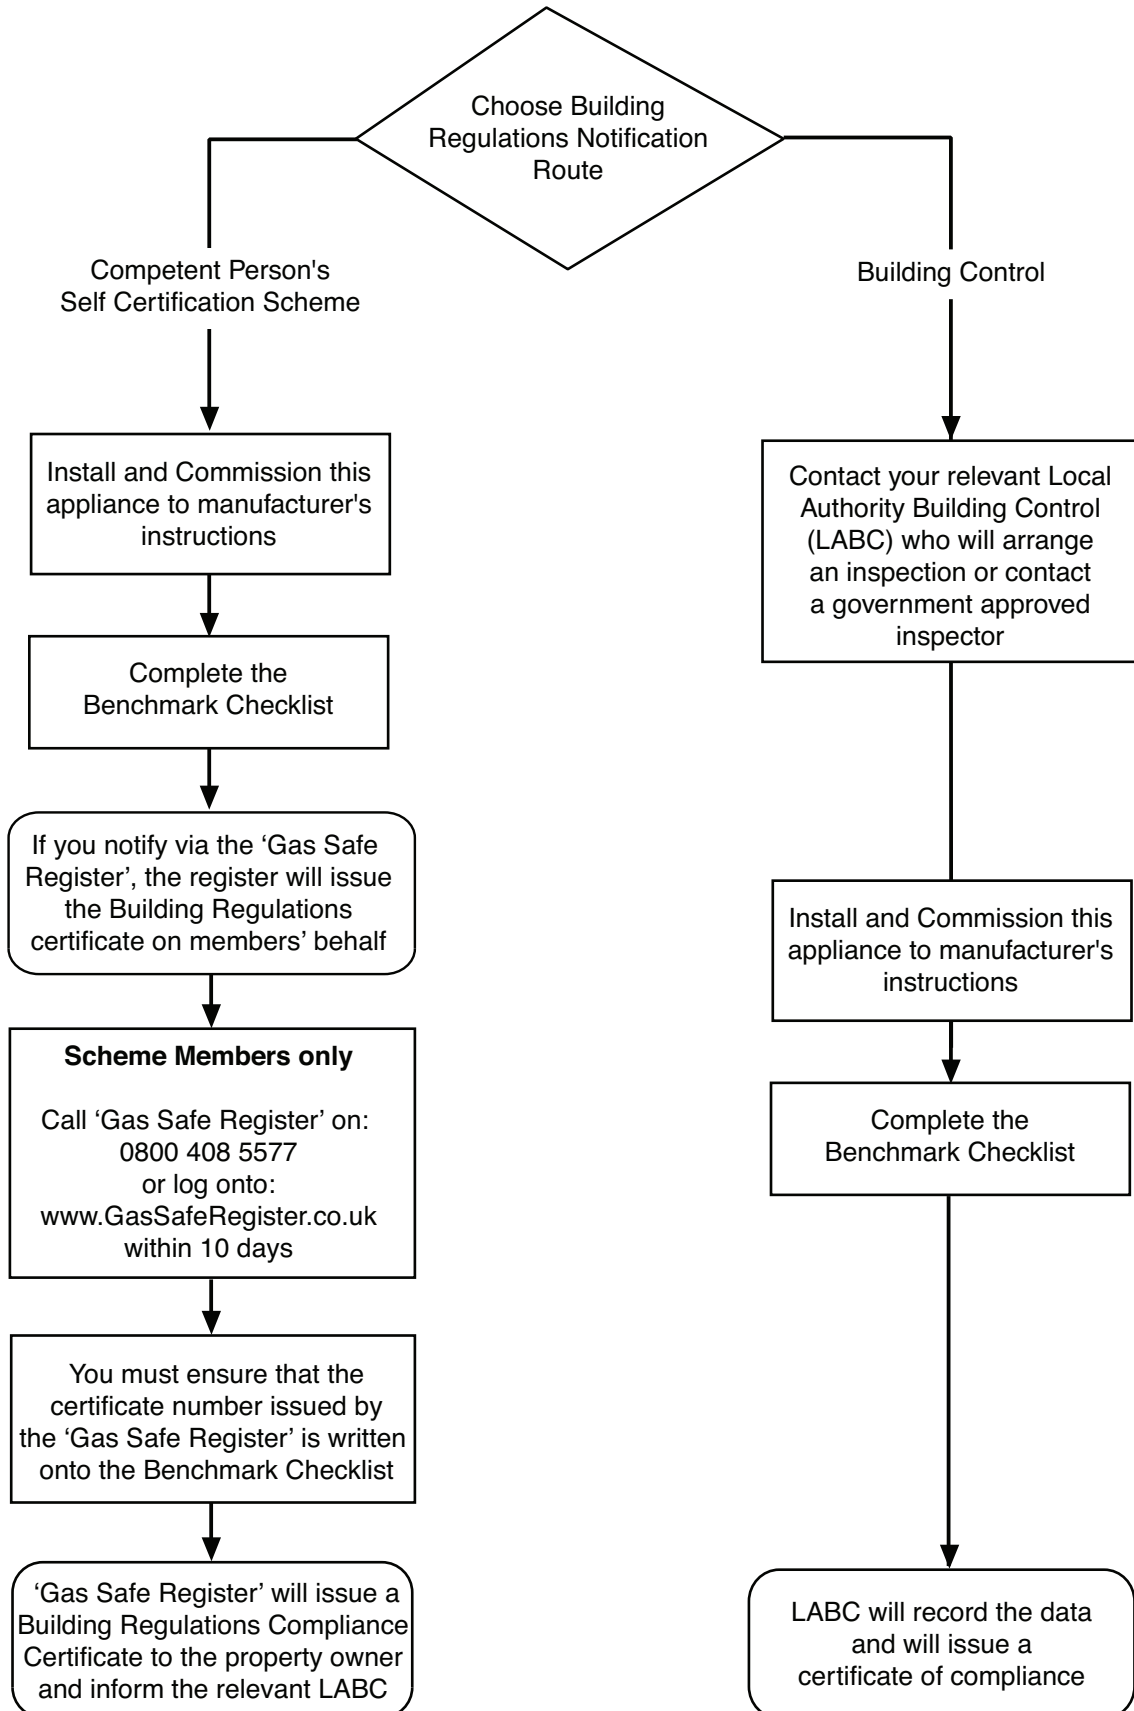 Choose Building
Regulations Notification
Route
Competent Person's
Self Certification Scheme
Building Control
Install and Commission this
appliance to manufacturer's
instructions
Complete the
Benchmark Checklist
If you notify via the ‘Gas Safe
Register’, the register will issue
the Building Regulations
certificate on members’ behalf
Scheme Members only
Call ‘Gas Safe Register’ on:
0800 408 5577
or log onto:
www.GasSafeRegister.co.uk
within 10 days
You must ensure that the
certificate number issued by
the ‘Gas Safe Register’ is written
onto the Benchmark Checklist
‘Gas Safe Register’ will issue a
Building Regulations Compliance
Certificate to the property owner
and inform the relevant LABC
Contact your relevant Local
Authority Building Control
(LABC) who will arrange
an inspection or contact
a government approved
inspector
Install and Commission this
appliance to manufacturer's
instructions
Complete the
Benchmark Checklist
LABC will record the data
and will issue a
certificate of compliance